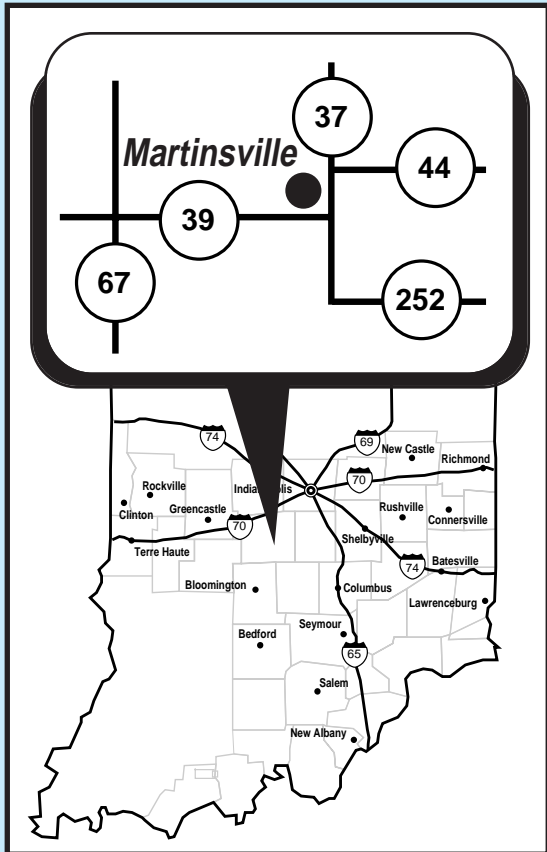 37
Martinsville
44
39
67
252
74
69
New Castle
Richmond
70
Rockville
Indianapolis
Clinton
Greencastle
Rushville
Connersville
70
Shelbyville
Terre Haute
74
Batesville
Bloomington
Columbus
Lawrenceburg
Seymour
Bedford
65
Salem
New Albany